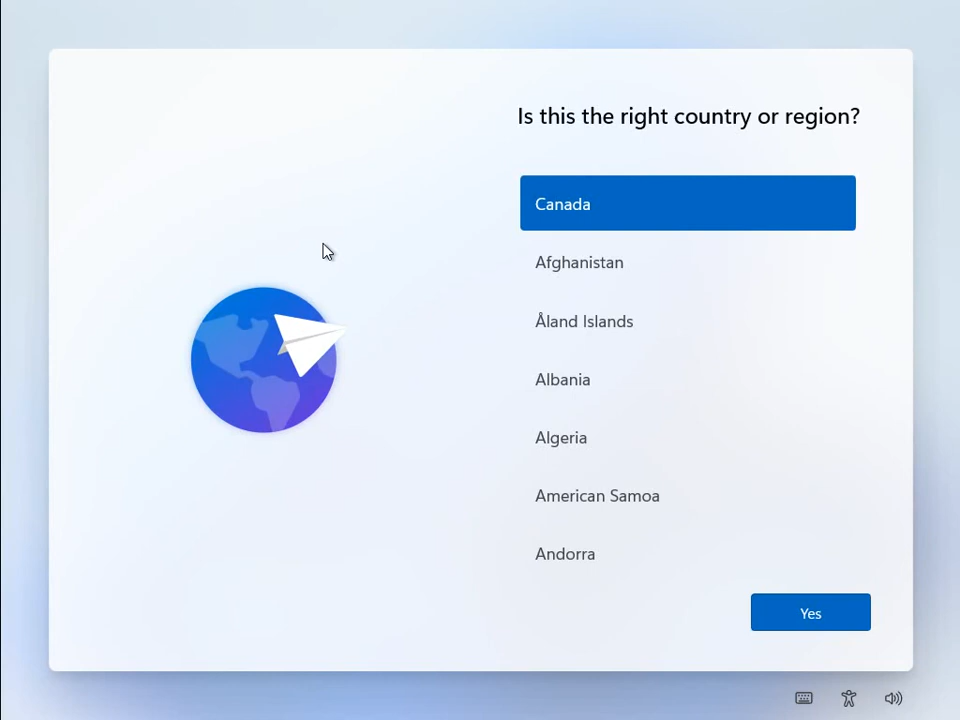 Is this the right country or region?
Canada
Afghanistan
Åland Islands
Albania
Algeria
American Samoa
Andorra
Yes